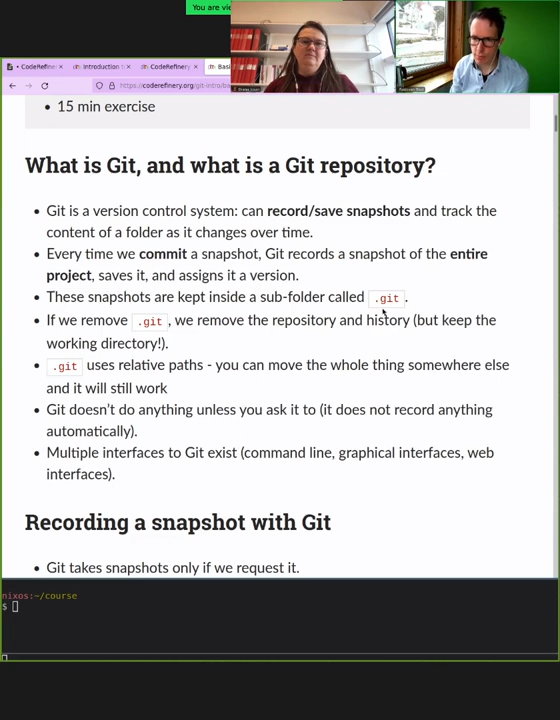 You are vie
CodeRefine
Introduction
CodeRefinery
Basi
https://coderefinery.org/git-intro/ba
• 15 min exercise
What is Git, and what is a Git repository?
• Git is a version control system: can record/save snapshots and track the
content of a folder as it changes over time.
• Every time we commit a snapshot, Git records a snapshot of the entire
project, saves it, and assigns it a version.
• These snapshots are kept inside a sub-folder called .git.
• If we remove .git, we remove the repository and history (but keep the
working directory!).
• .git uses relative paths - you can move the whole thing somewhere else
and it will still work
• Git doesn’t do anything unless you ask it to (it does not record anything
automatically).
• Multiple interfaces to Git exist (command line, graphical interfaces, web
interfaces).
Recording a snapshot with Git
• Git takes snapshots only if we request it.
nixos:~/course
$